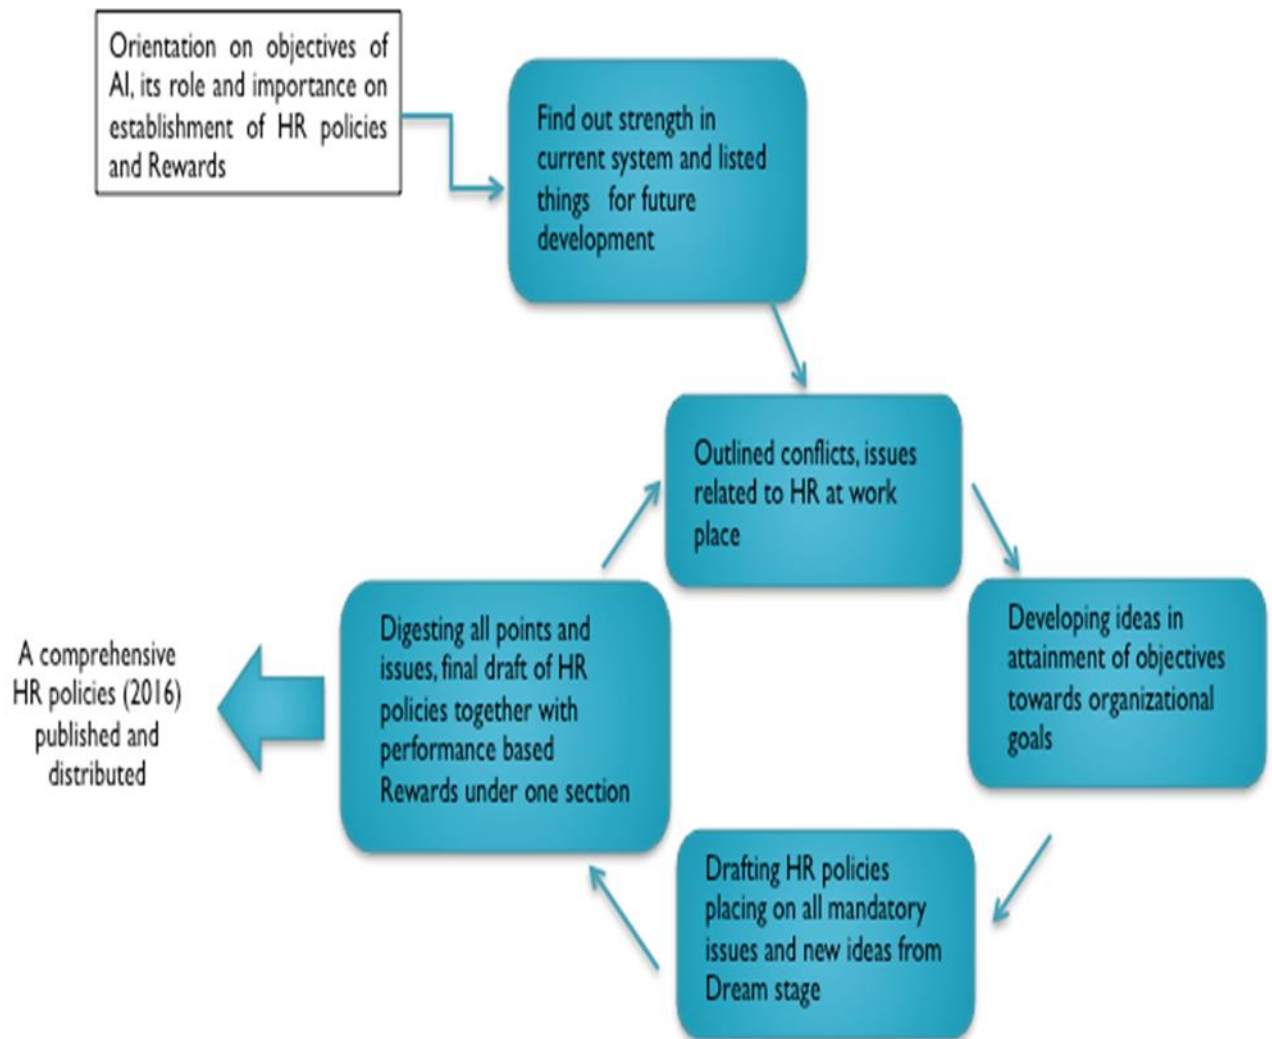 Orientation on objectives of
AI, its role and importance on
establishment of HR policies
and Rewards
Find out strength in
current system and listed
things for future
development
Outlined conflicts, issues
related to HR at work
place
Developing ideas in
attainment of objectives
towards organizational
goals
Drafting HR policies
placing on all mandatory
issues and new ideas from
Dream stage
Digesting all points and
issues, final draft of HR
policies together with
performance based
Rewards under one section
A comprehensive
HR policies (2016)
published and
distributed